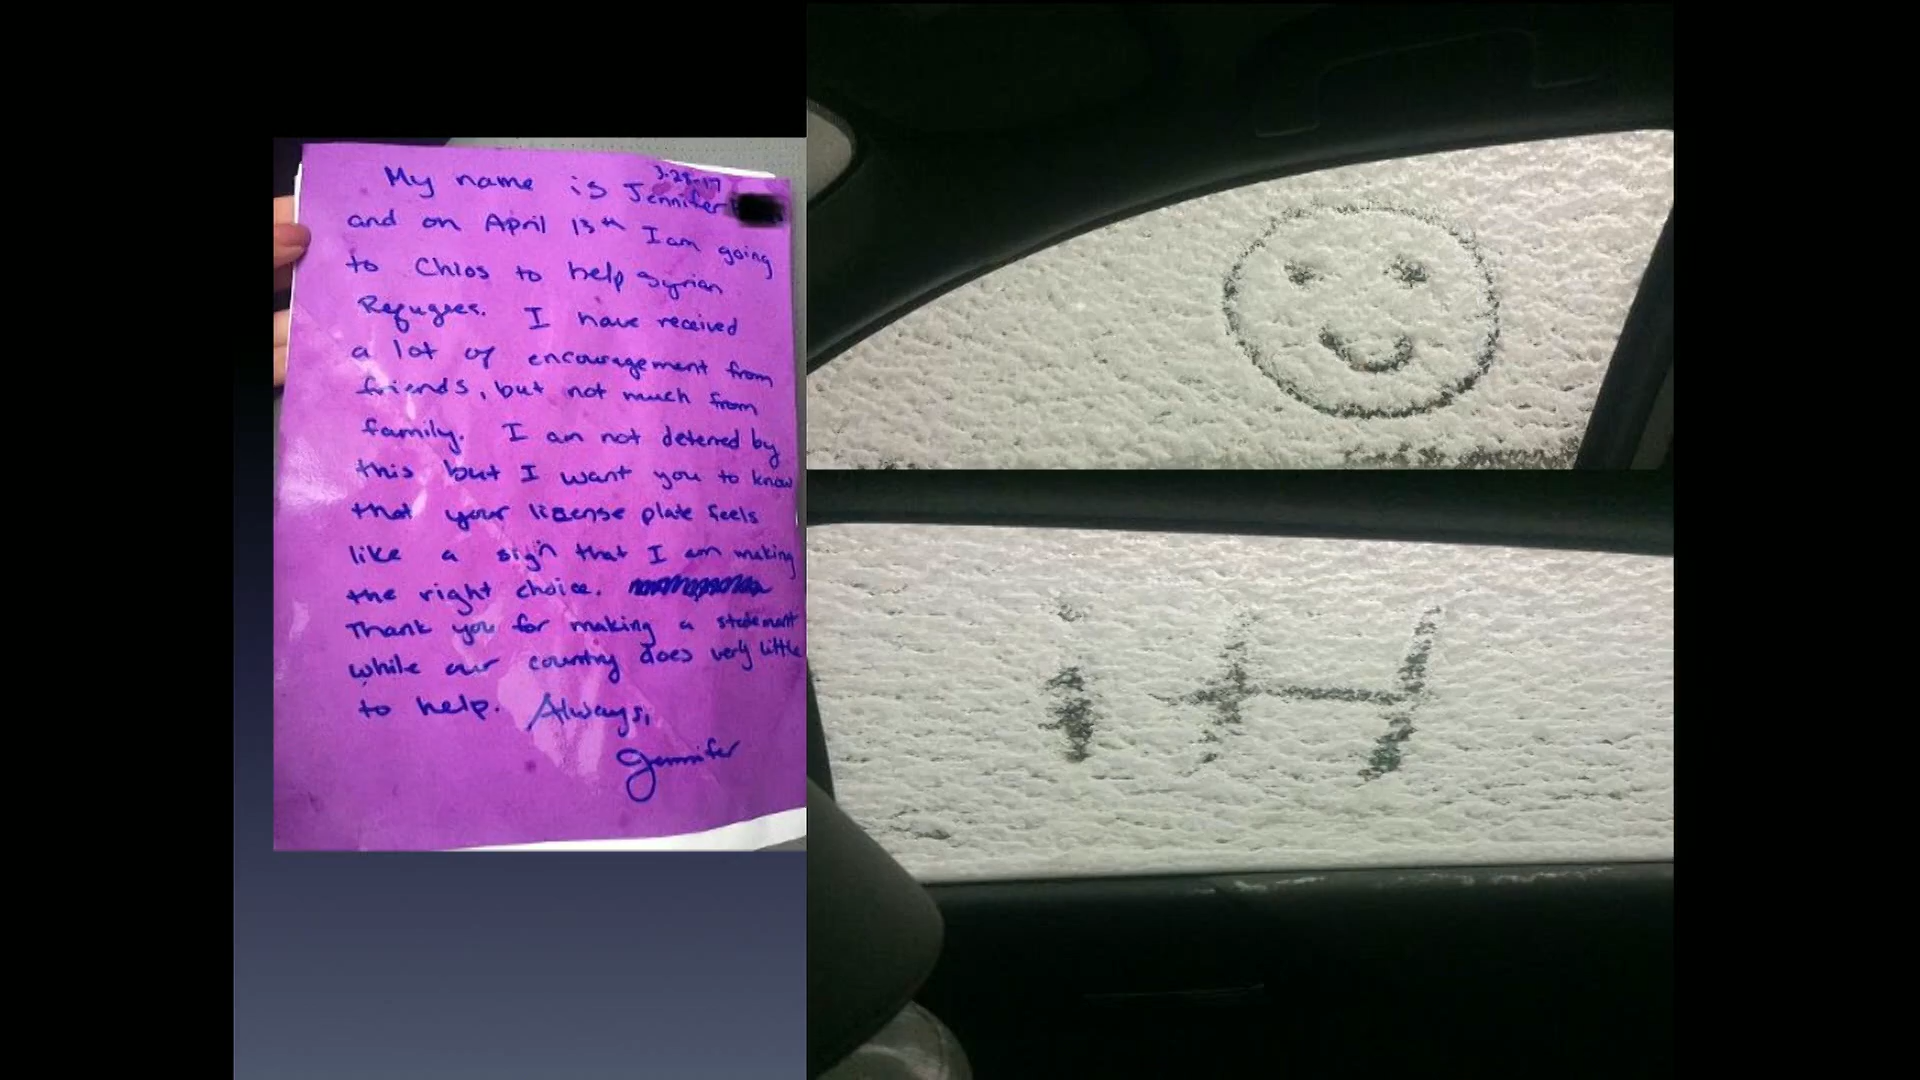 3-28-17
My name is Jennifer
and on April 13th I am going
to Chios to help Syrian
Refugees. I have received
a lot of encouragement from
friends, but not much from
family. I am not deterred by
this but I want you to know
that your license plate feels
like a sign that I am making
the right choice.
Thank you for making a statement
while our country does very little
to help. Always,
Jennifer
iH